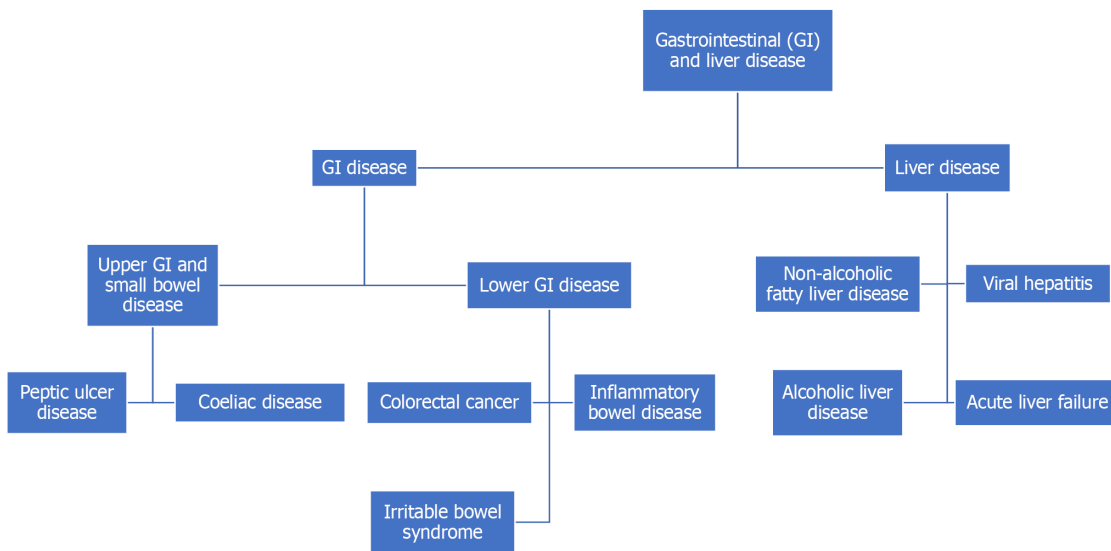 Gastrointestinal (GI)
and liver disease
GI disease
Liver disease
Upper GI and
small bowel
disease
Lower GI disease
Non-alcoholic
fatty liver disease
Viral hepatitis
Peptic ulcer
disease
Coeliac disease
Colorectal cancer
Inflammatory
bowel disease
Alcoholic liver
disease
Acute liver failure
Irritable bowel
syndrome